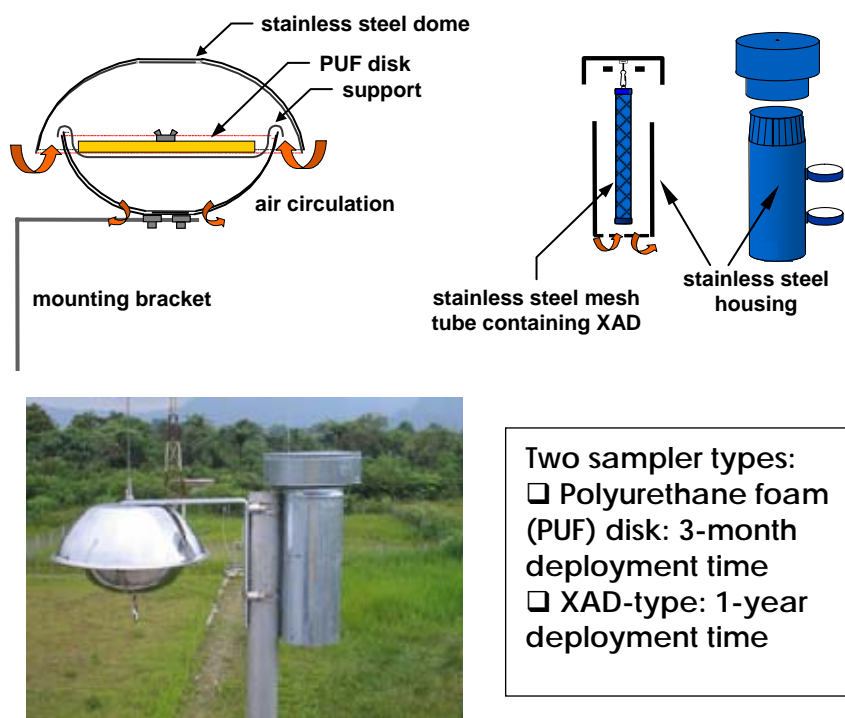 stainless steel dome
PUF disk
support
air circulation
mounting bracket
stainless steel mesh
tube containing XAD
stainless steel
housing
Two sampler types:
❑ Polyurethane foam
(PUF) disk: 3-month
deployment time
❑ XAD-type: 1-year
deployment time